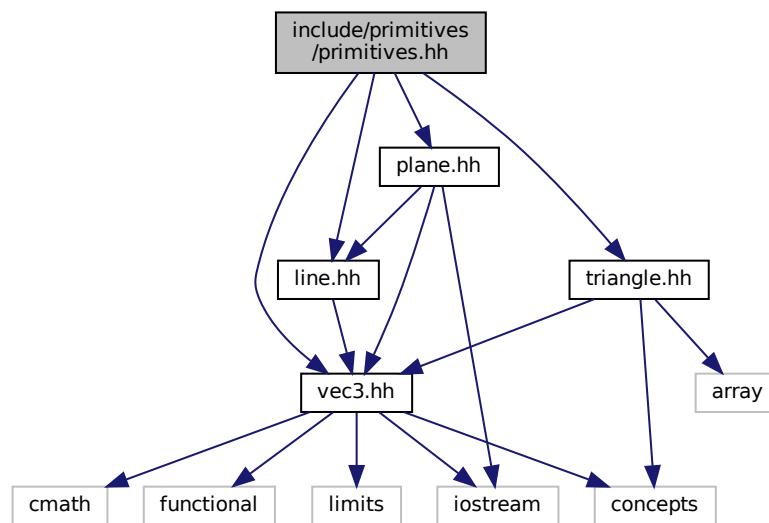 include/primitives
/primitives.hh
plane.hh
line.hh
triangle.hh
vec3.hh
array
cmath
functional
limits
iostream
concepts